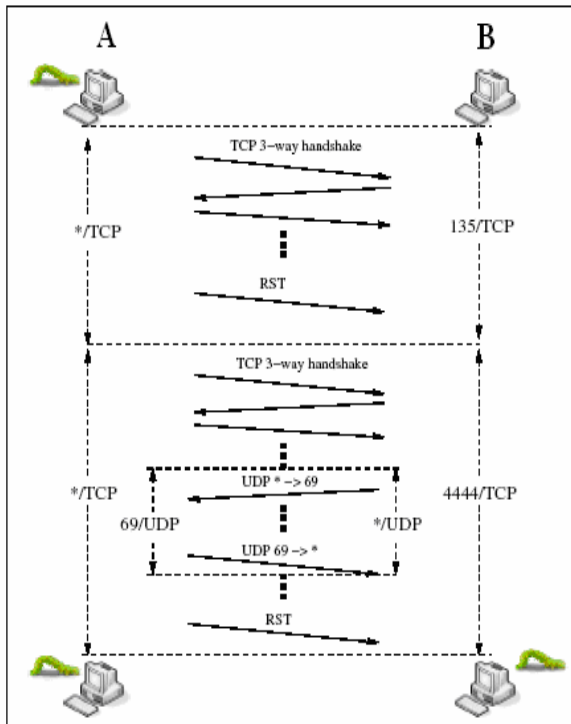 A B
TCP 3-way handshake
*/TCP 135/TCP
RST
TCP 3-way handshake
UDP * -> 69
*/TCP 4444/TCP
69/UDP */UDP
UDP 69 -> *
RST